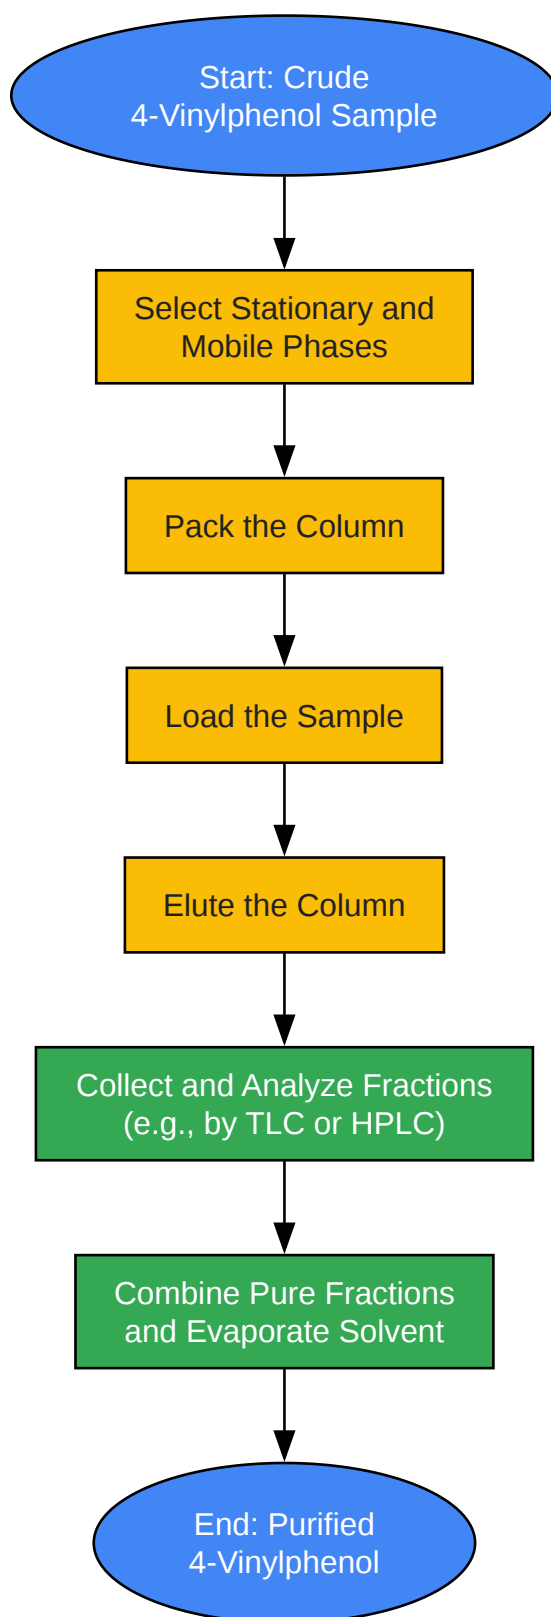 Start: Crude
4-Vinylphenol Sample
Select Stationary and
Mobile Phases
Pack the Column
Load the Sample
Elute the Column
Collect and Analyze Fractions
(e.g., by TLC or HPLC)
Combine Pure Fractions
and Evaporate Solvent
End: Purified
4-Vinylphenol